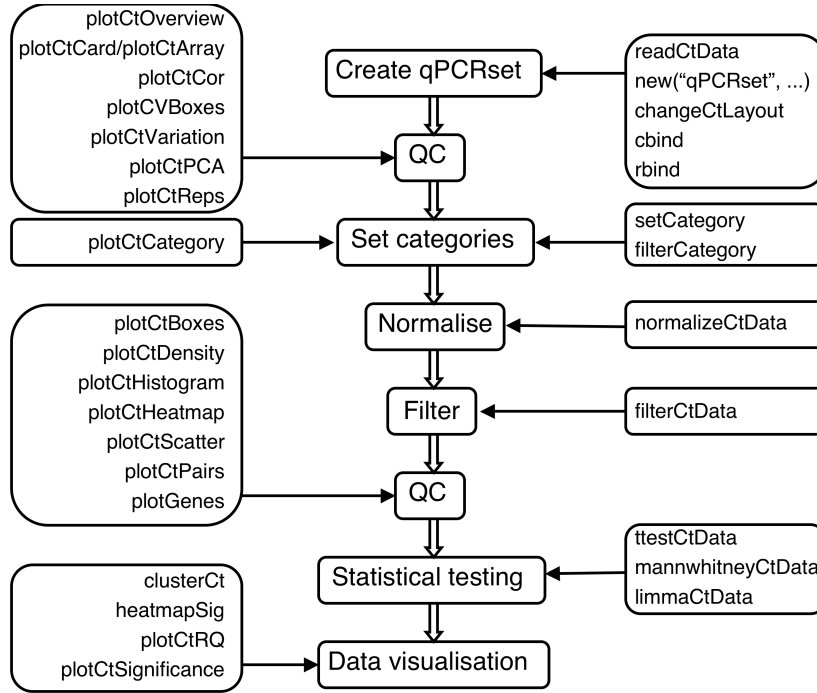 plotCtOverview
plotCtCard/plotCtArray
plotCtCor
plotCVBoxes
plotCtVariation
plotCtPCA
plotCtReps
plotCtCategory
plotCtBoxes
plotCtDensity
plotCtHistogram
plotCtHeatmap
plotCtScatter
plotCtPairs
plotGenes
clusterCt
heatmapSig
plotCtRQ
plotCtSignificance
Create qPCRset
QC
Set categories
Normalise
Filter
QC
Statistical testing
Data visualisation
readCtData
new(“qPCRset”, ...)
changeCtLayout
cbind
rbind
setCategory
filterCategory
normalizeCtData
filterCtData
ttestCtData
mannwhitneyCtData
limmaCtData